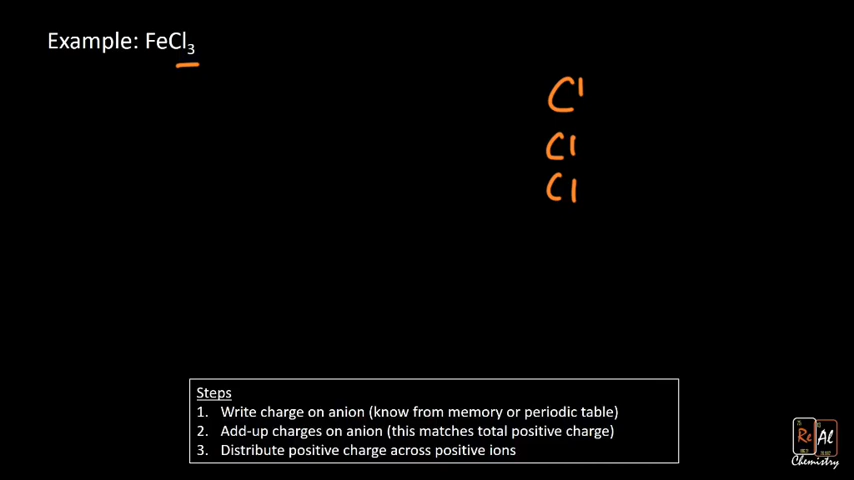 Example: FeCl₃
Cl
Cl
Cl
Steps
1. Write charge on anion (know from memory or periodic table)
2. Add-up charges on anion (this matches total positive charge)
3. Distribute positive charge across positive ions
Re Al
Chemistry